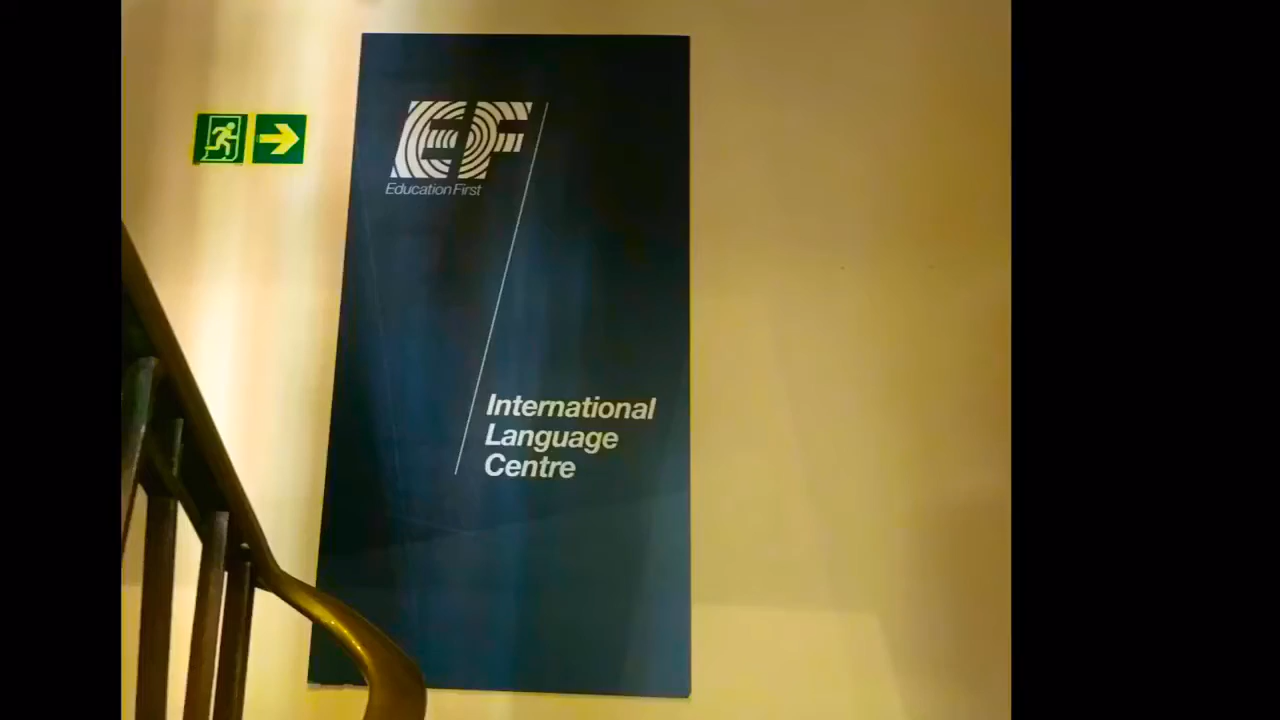 EF
Education First
International
Language
Centre